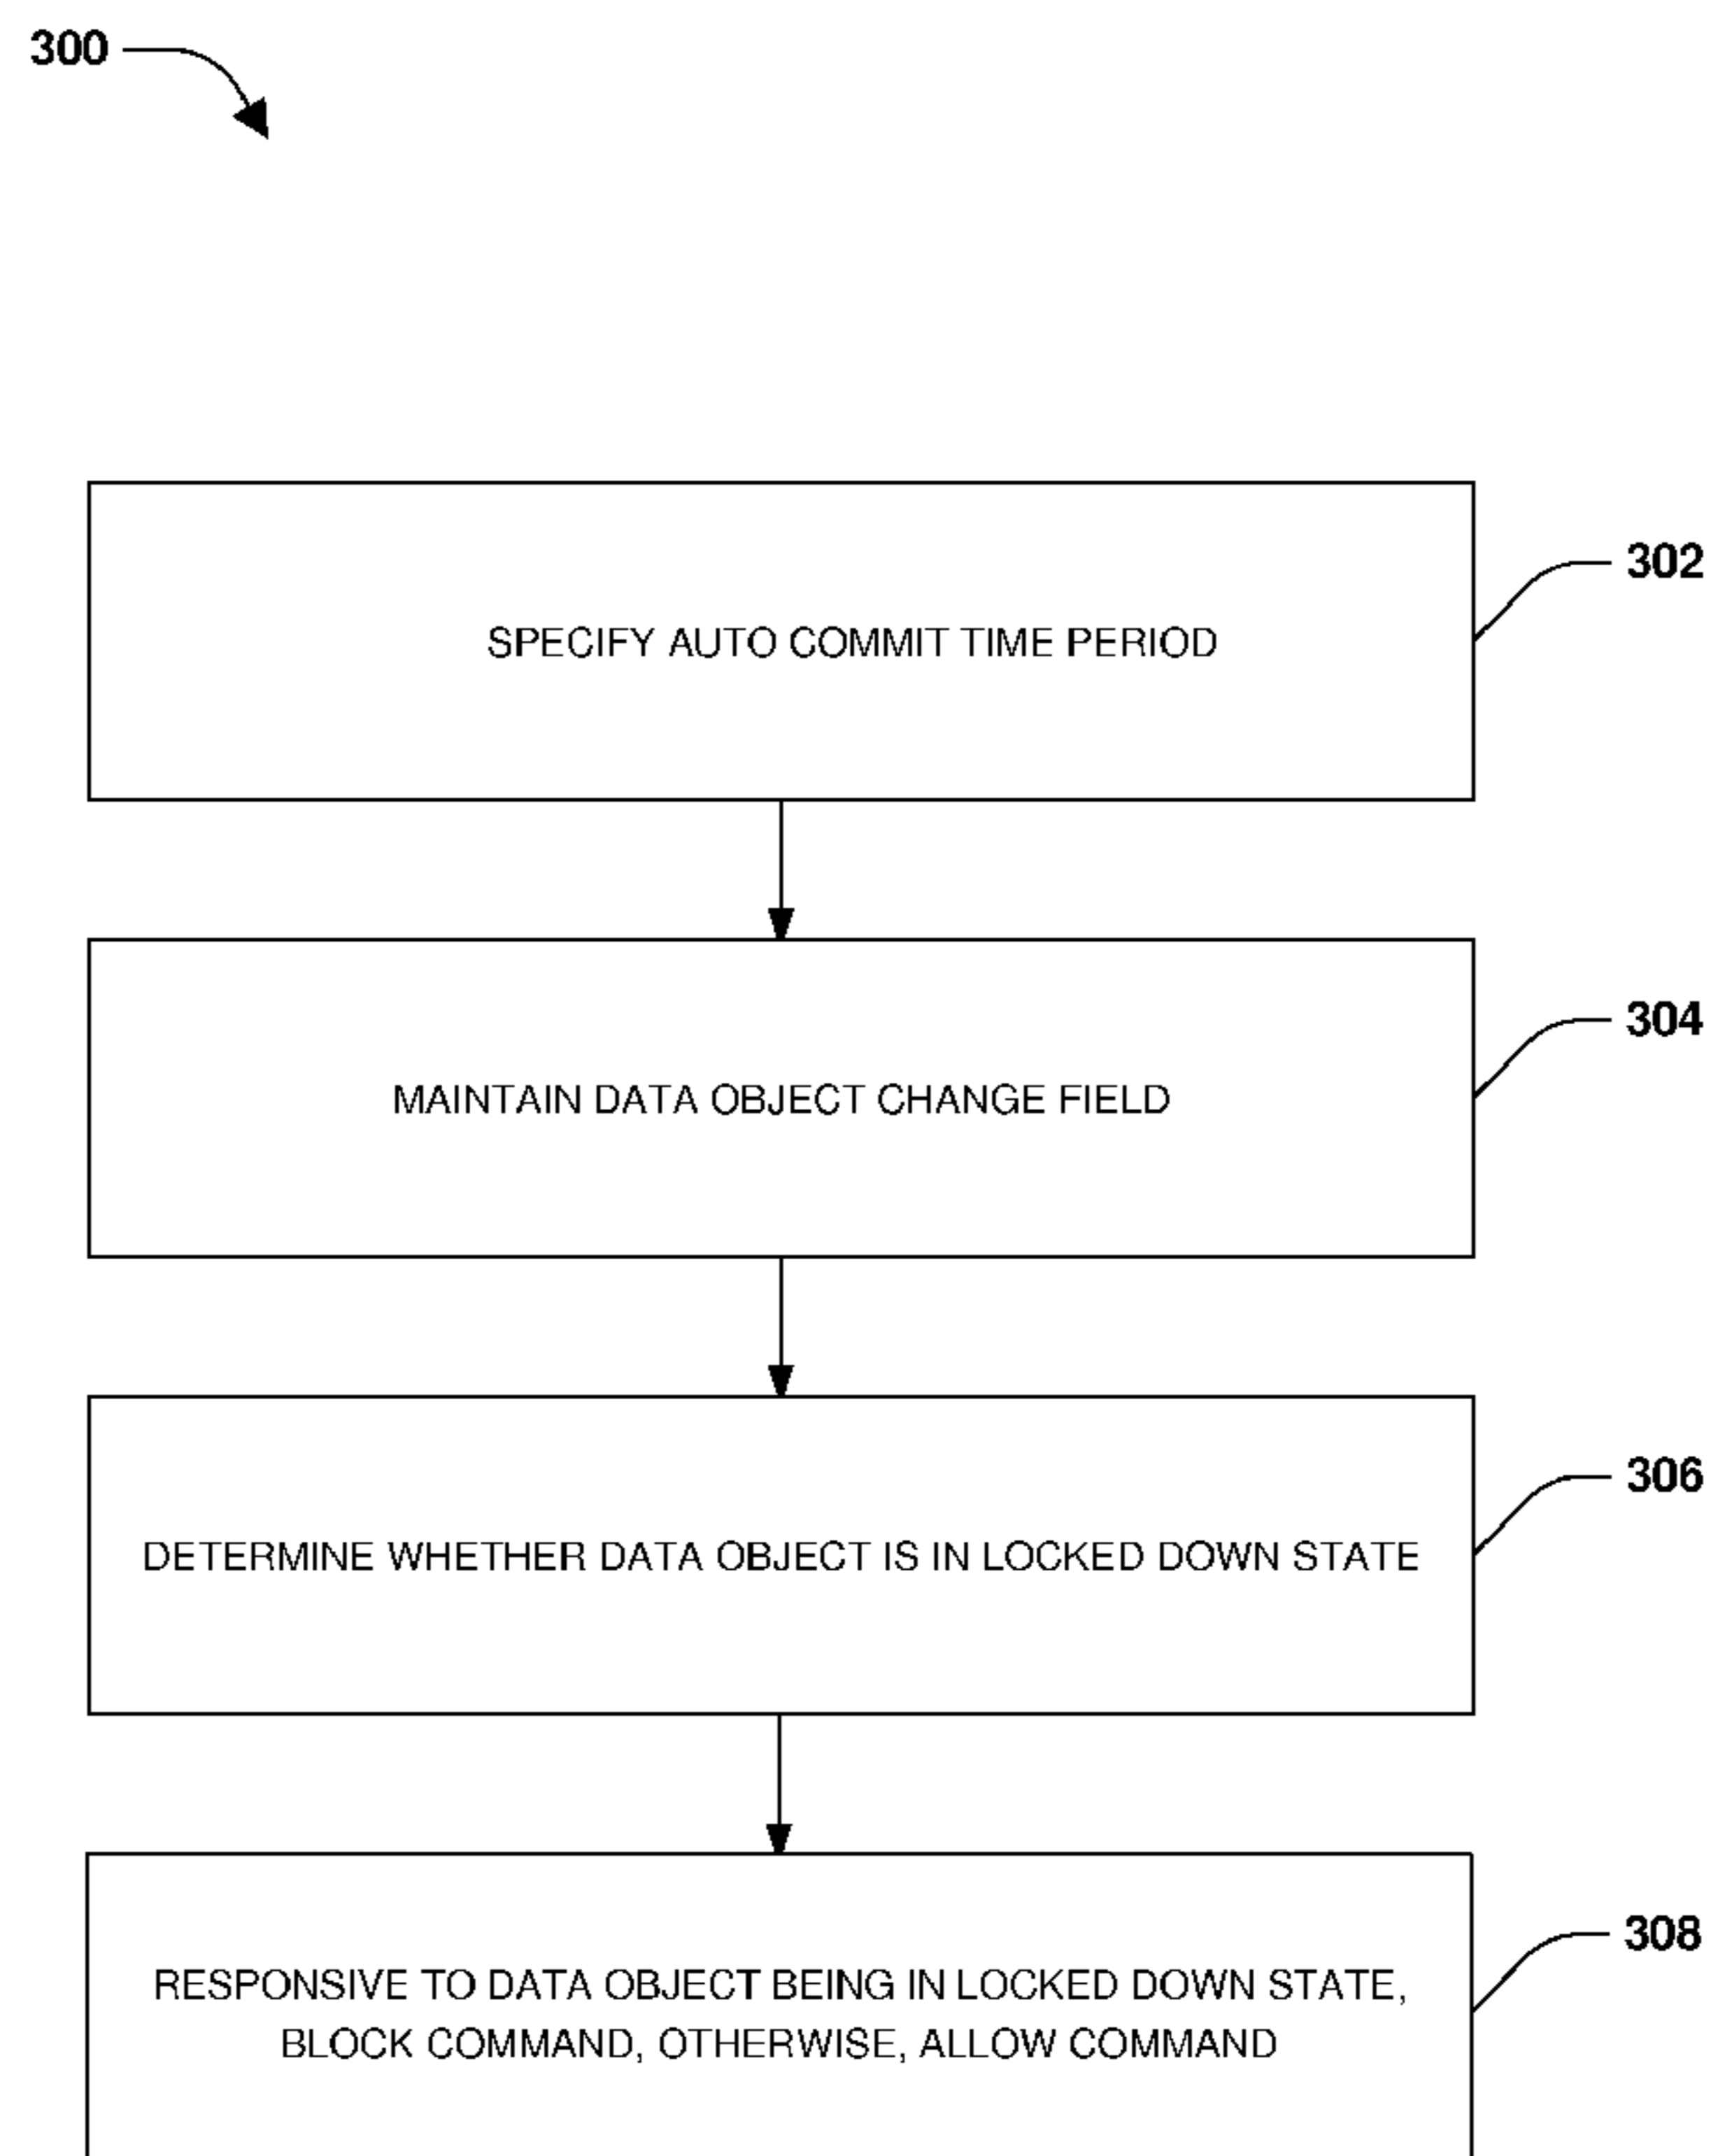 300
SPECIFY AUTO COMMIT TIME PERIOD
302
MAINTAIN DATA OBJECT CHANGE FIELD
304
DETERMINE WHETHER DATA OBJECT IS IN LOCKED DOWN STATE
306
RESPONSIVE TO DATA OBJECT BEING IN LOCKED DOWN STATE,
BLOCK COMMAND, OTHERWISE, ALLOW COMMAND
308